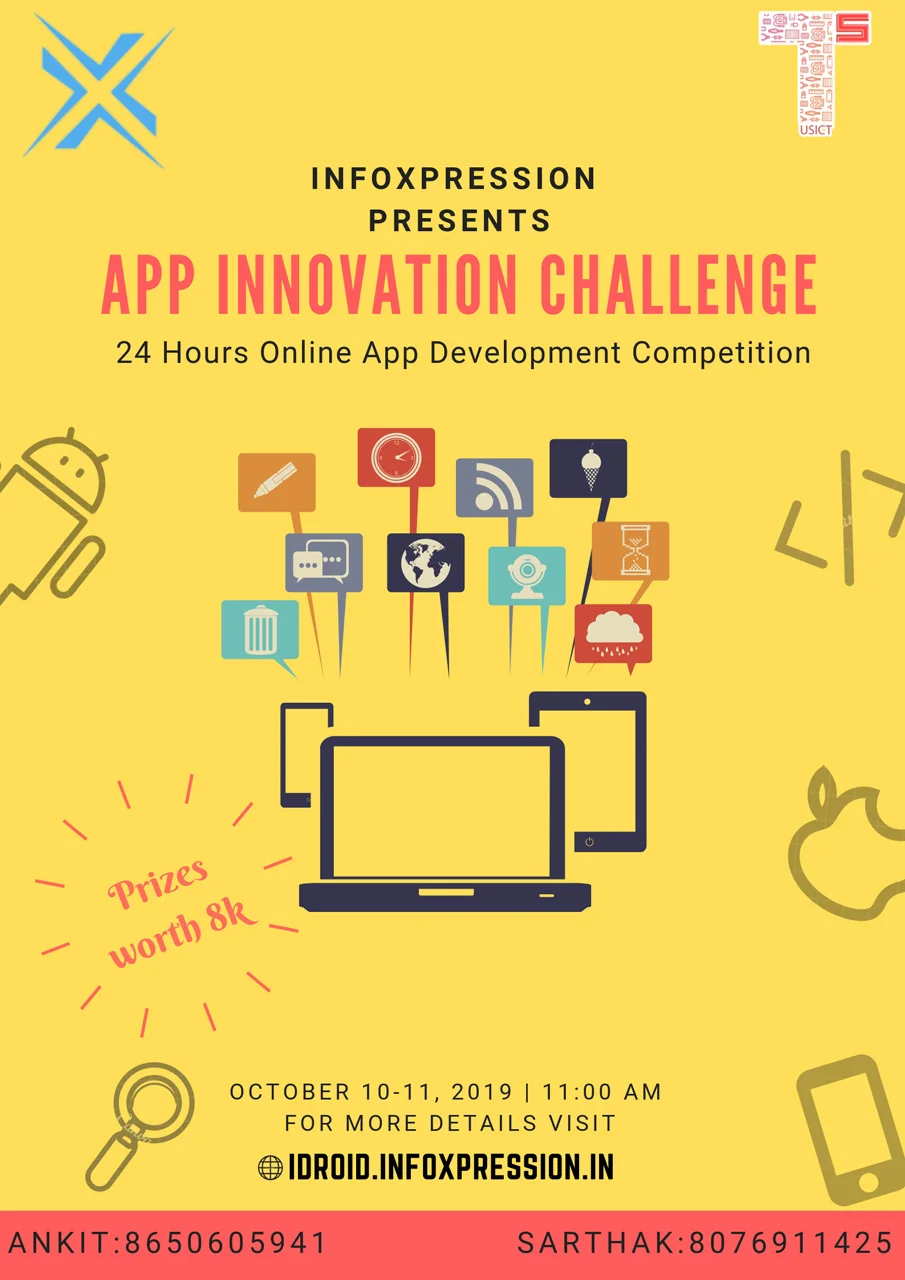 USICT
INFOXPRESSION
PRESENTS
APP INNOVATION CHALLENGE
24 Hours Online App Development Competition
Prizes
worth 8k
OCTOBER 10-11, 2019 | 11:00 AM
FOR MORE DETAILS VISIT
IDROID.INFOXPRESSION.IN
ANKIT:8650605941
SARTHAK:8076911425